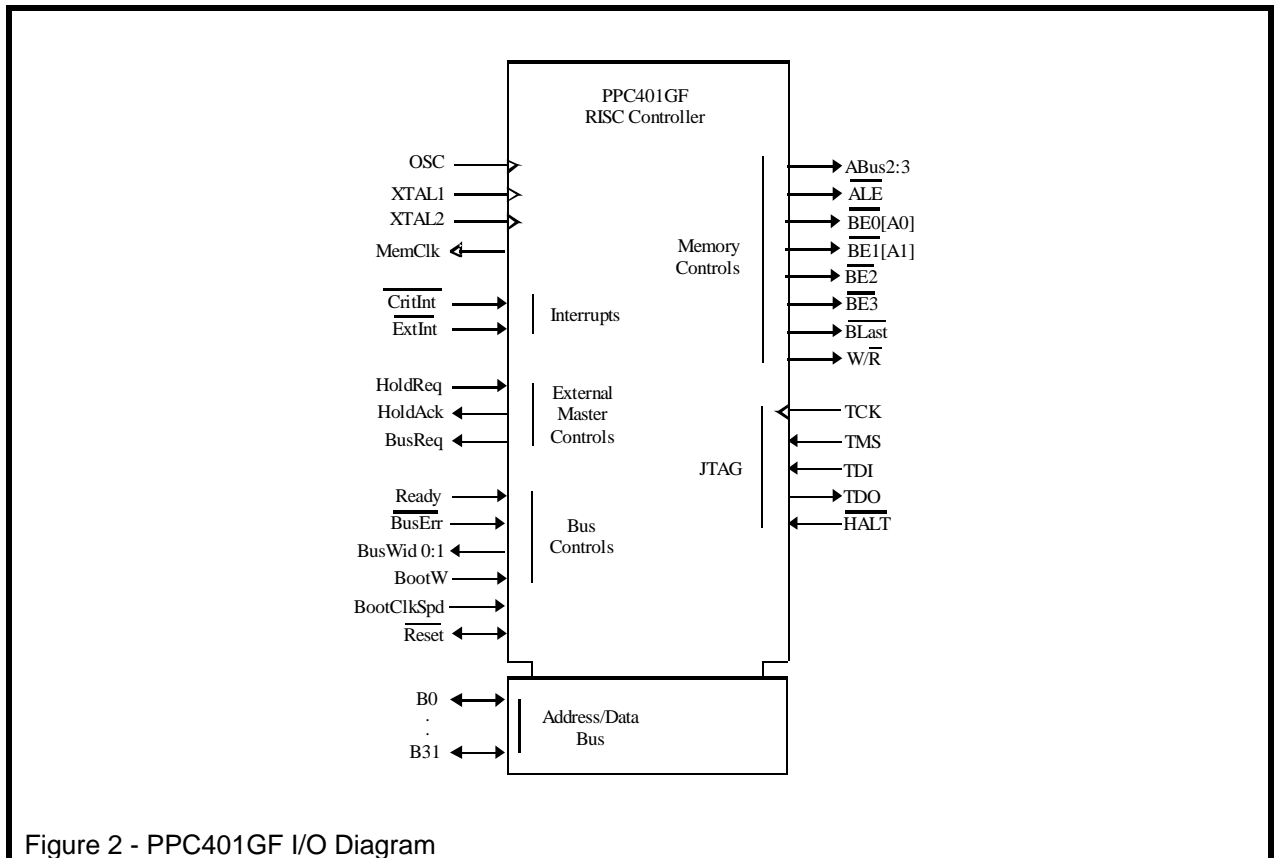 PPC401GF
RISC Controller
OSC
XTAL1
XTAL2
MemClk
CritInt
ExtInt
Interrupts
HoldReq
HoldAck
BusReq
External
Master
Controls
Ready
BusErr
BusWid 0:1
BootW
Bus
Controls
BootClkSpd
Reset
Memory
Controls
ABus2:3
ALE
BE0[A0]
BE1[A1]
BE2
BE3
BLast
W/R
JTAG
TCK
TMS
TDI
TDO
HALT
B0
.
.
B31
Address/Data
Bus
Figure 2 - PPC401GF I/O Diagram